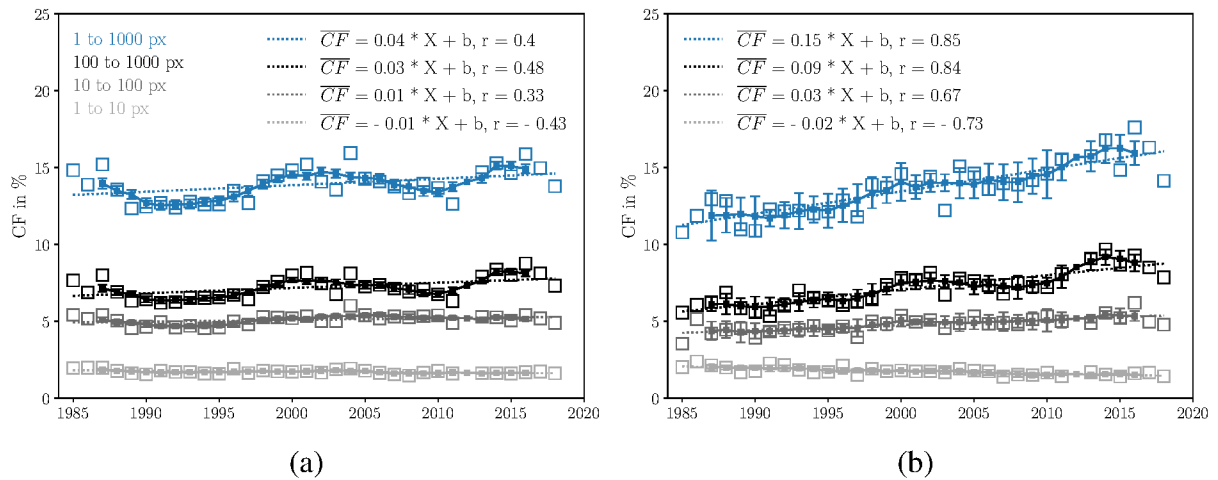 25
20
15
10
5
0
CF in %
1 to 1000 px
100 to 1000 px
10 to 100 px
1 to 10 px
CF = 0.04 * X + b, r = 0.4
CF = 0.03 * X + b, r = 0.48
CF = 0.01 * X + b, r = 0.33
CF = - 0.01 * X + b, r = - 0.43
1985 1990 1995 2000 2005 2010 2015 2020
(a)
25
20
15
10
5
0
CF in %
CF = 0.15 * X + b, r = 0.85
CF = 0.09 * X + b, r = 0.84
CF = 0.03 * X + b, r = 0.67
CF = - 0.02 * X + b, r = - 0.73
1985 1990 1995 2000 2005 2010 2015 2020
(b)